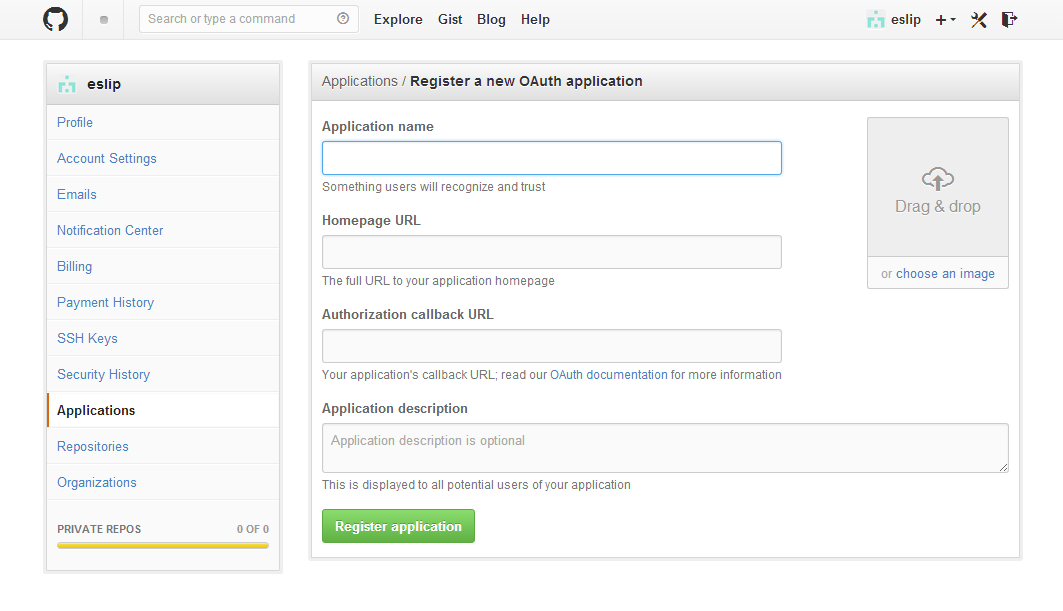 Search or type a command
Explore Gist Blog Help
eslip
eslip
Profile
Account Settings
Emails
Notification Center
Billing
Payment History
SSH Keys
Security History
Applications
Repositories
Organizations
PRIVATE REPOS 0 OF 0
Applications / Register a new OAuth application
Application name
Something users will recognize and trust
Homepage URL
The full URL to your application homepage
Authorization callback URL
Your application's callback URL; read our OAuth documentation for more information
Application description
Application description is optional
This is displayed to all potential users of your application
Register application
Drag & drop
or choose an image